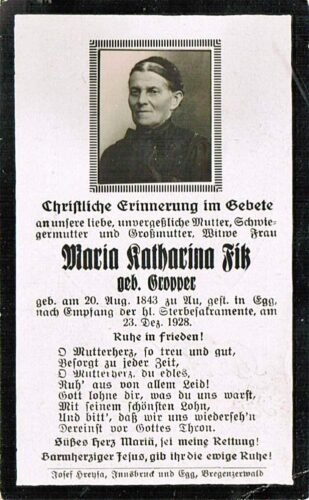 Christliche Erinnerung im Gebete
an unsere liebe, unvergeßliche Mutter, Schwie-
germutter und Großmutter, Witwe Frau
Maria Katharina Fitz
geb. Gropper
geb. am 20. Aug. 1843 zu Au, gest. in Egg,
nach Empfang der hl. Sterbesakramente, am
23. Dez. 1928.
Ruhe in Frieden!
O Mutterherz, so treu und gut,
Besorgt zu jeder Zeit,
O Mutterherz, du edles,
Ruh' aus von allem Leid!
Gott lohne dir, was du uns warst,
Mit seinem schönsten Lohn,
Und bitt', daß wir uns wiederseh'n
Dereinst vor Gottes Thron.
Süßes Herz Mariä, sei meine Rettung!
Barmherziger Jesus, gib ihr die ewige Ruhe!
Josef Hreysa, Innsbruck und Egg, Bregenzerwald